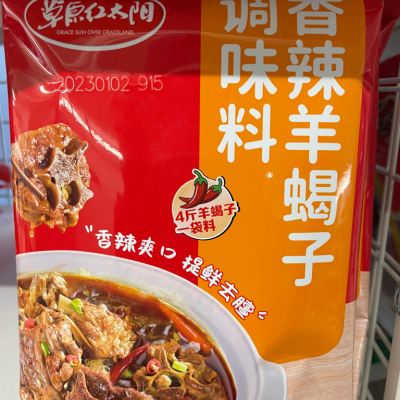 草原红太阳
GRACE SUN OVER GRASSLAND
20230102 915
香辣羊蝎子
调味料
4斤羊蝎子
一袋料
香辣爽口 提鲜去膻